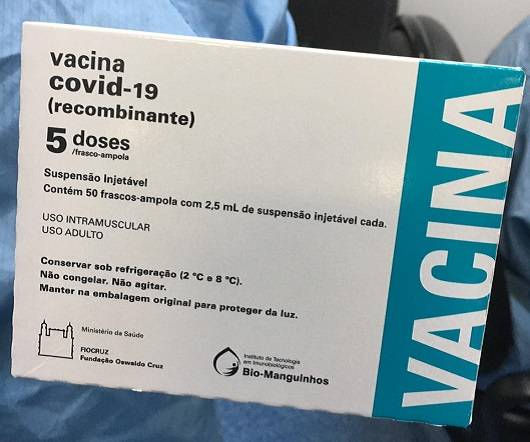 vacina
covid-19
(recombinante)
5 doses
/frasco-ampola
Suspensão Injetável
Contém 50 frascos-ampola com 2,5 mL de suspensão injetável cada.
USO INTRAMUSCULAR
USO ADULTO
Conservar sob refrigeração (2 ºC e 8 ºC).
Não congelar. Não agitar.
Manter na embalagem original para proteger da luz.
Ministério da Saúde
FIOCRUZ
Fundação Oswaldo Cruz
Instituto de Tecnologia
em Imunobiológicos
Bio-Manguinhos
VACINA